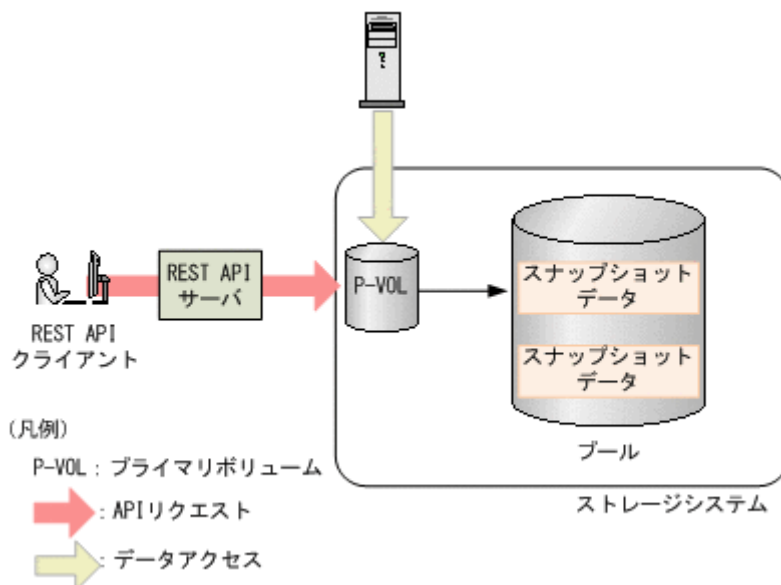 REST API
サーバ
P-VOL
スナップショット
データ
スナップショット
データ
REST API
クライアント
プール
ストレージシステム
(凡例)
P-VOL : プライマリボリューム
: APIリクエスト
: データアクセス